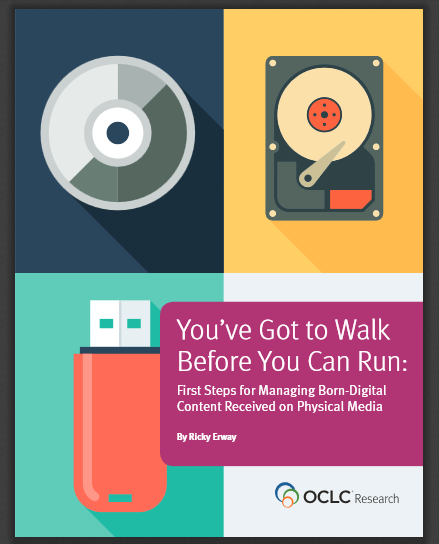 You've Got to Walk
Before You Can Run:
First Steps for Managing Born-Digital
Content Received on Physical Media
By Ricky Erway
OCLC Research